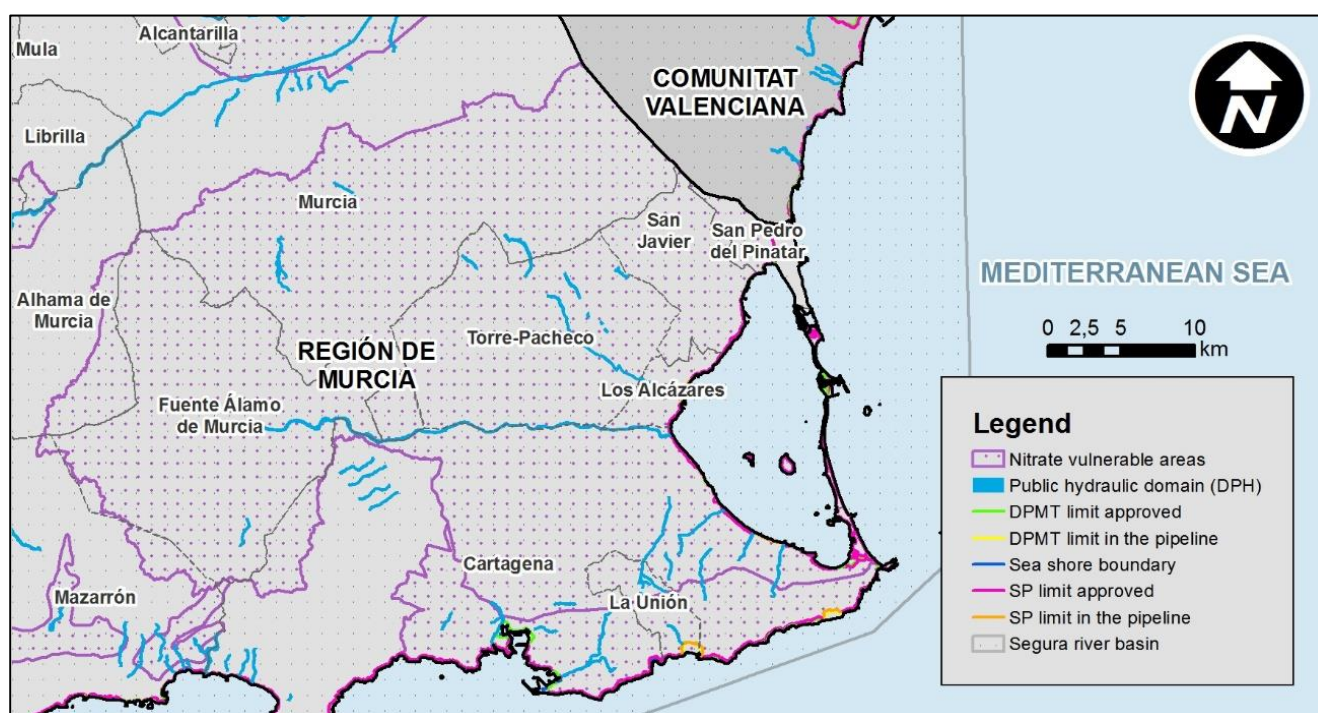 Alcantarilla
Mula
COMUNITAT
VALENCIANA
N
Librilla
Murcia
San
Javier
San Pedro
del Pinatar
MEDITERRANEAN SEA
Alhama de
Murcia
0 2,5 5 10
km
Torre-Pacheco
REGIÓN DE
MURCIA
Los Alcázares
Fuente Álamo
de Murcia
Legend
Nitrate vulnerable areas
Public hydraulic domain (DPH)
DPMT limit approved
DPMT limit in the pipeline
Sea shore boundary
SP limit approved
SP limit in the pipeline
Segura river basin
Cartagena
Mazarrón
La Unión